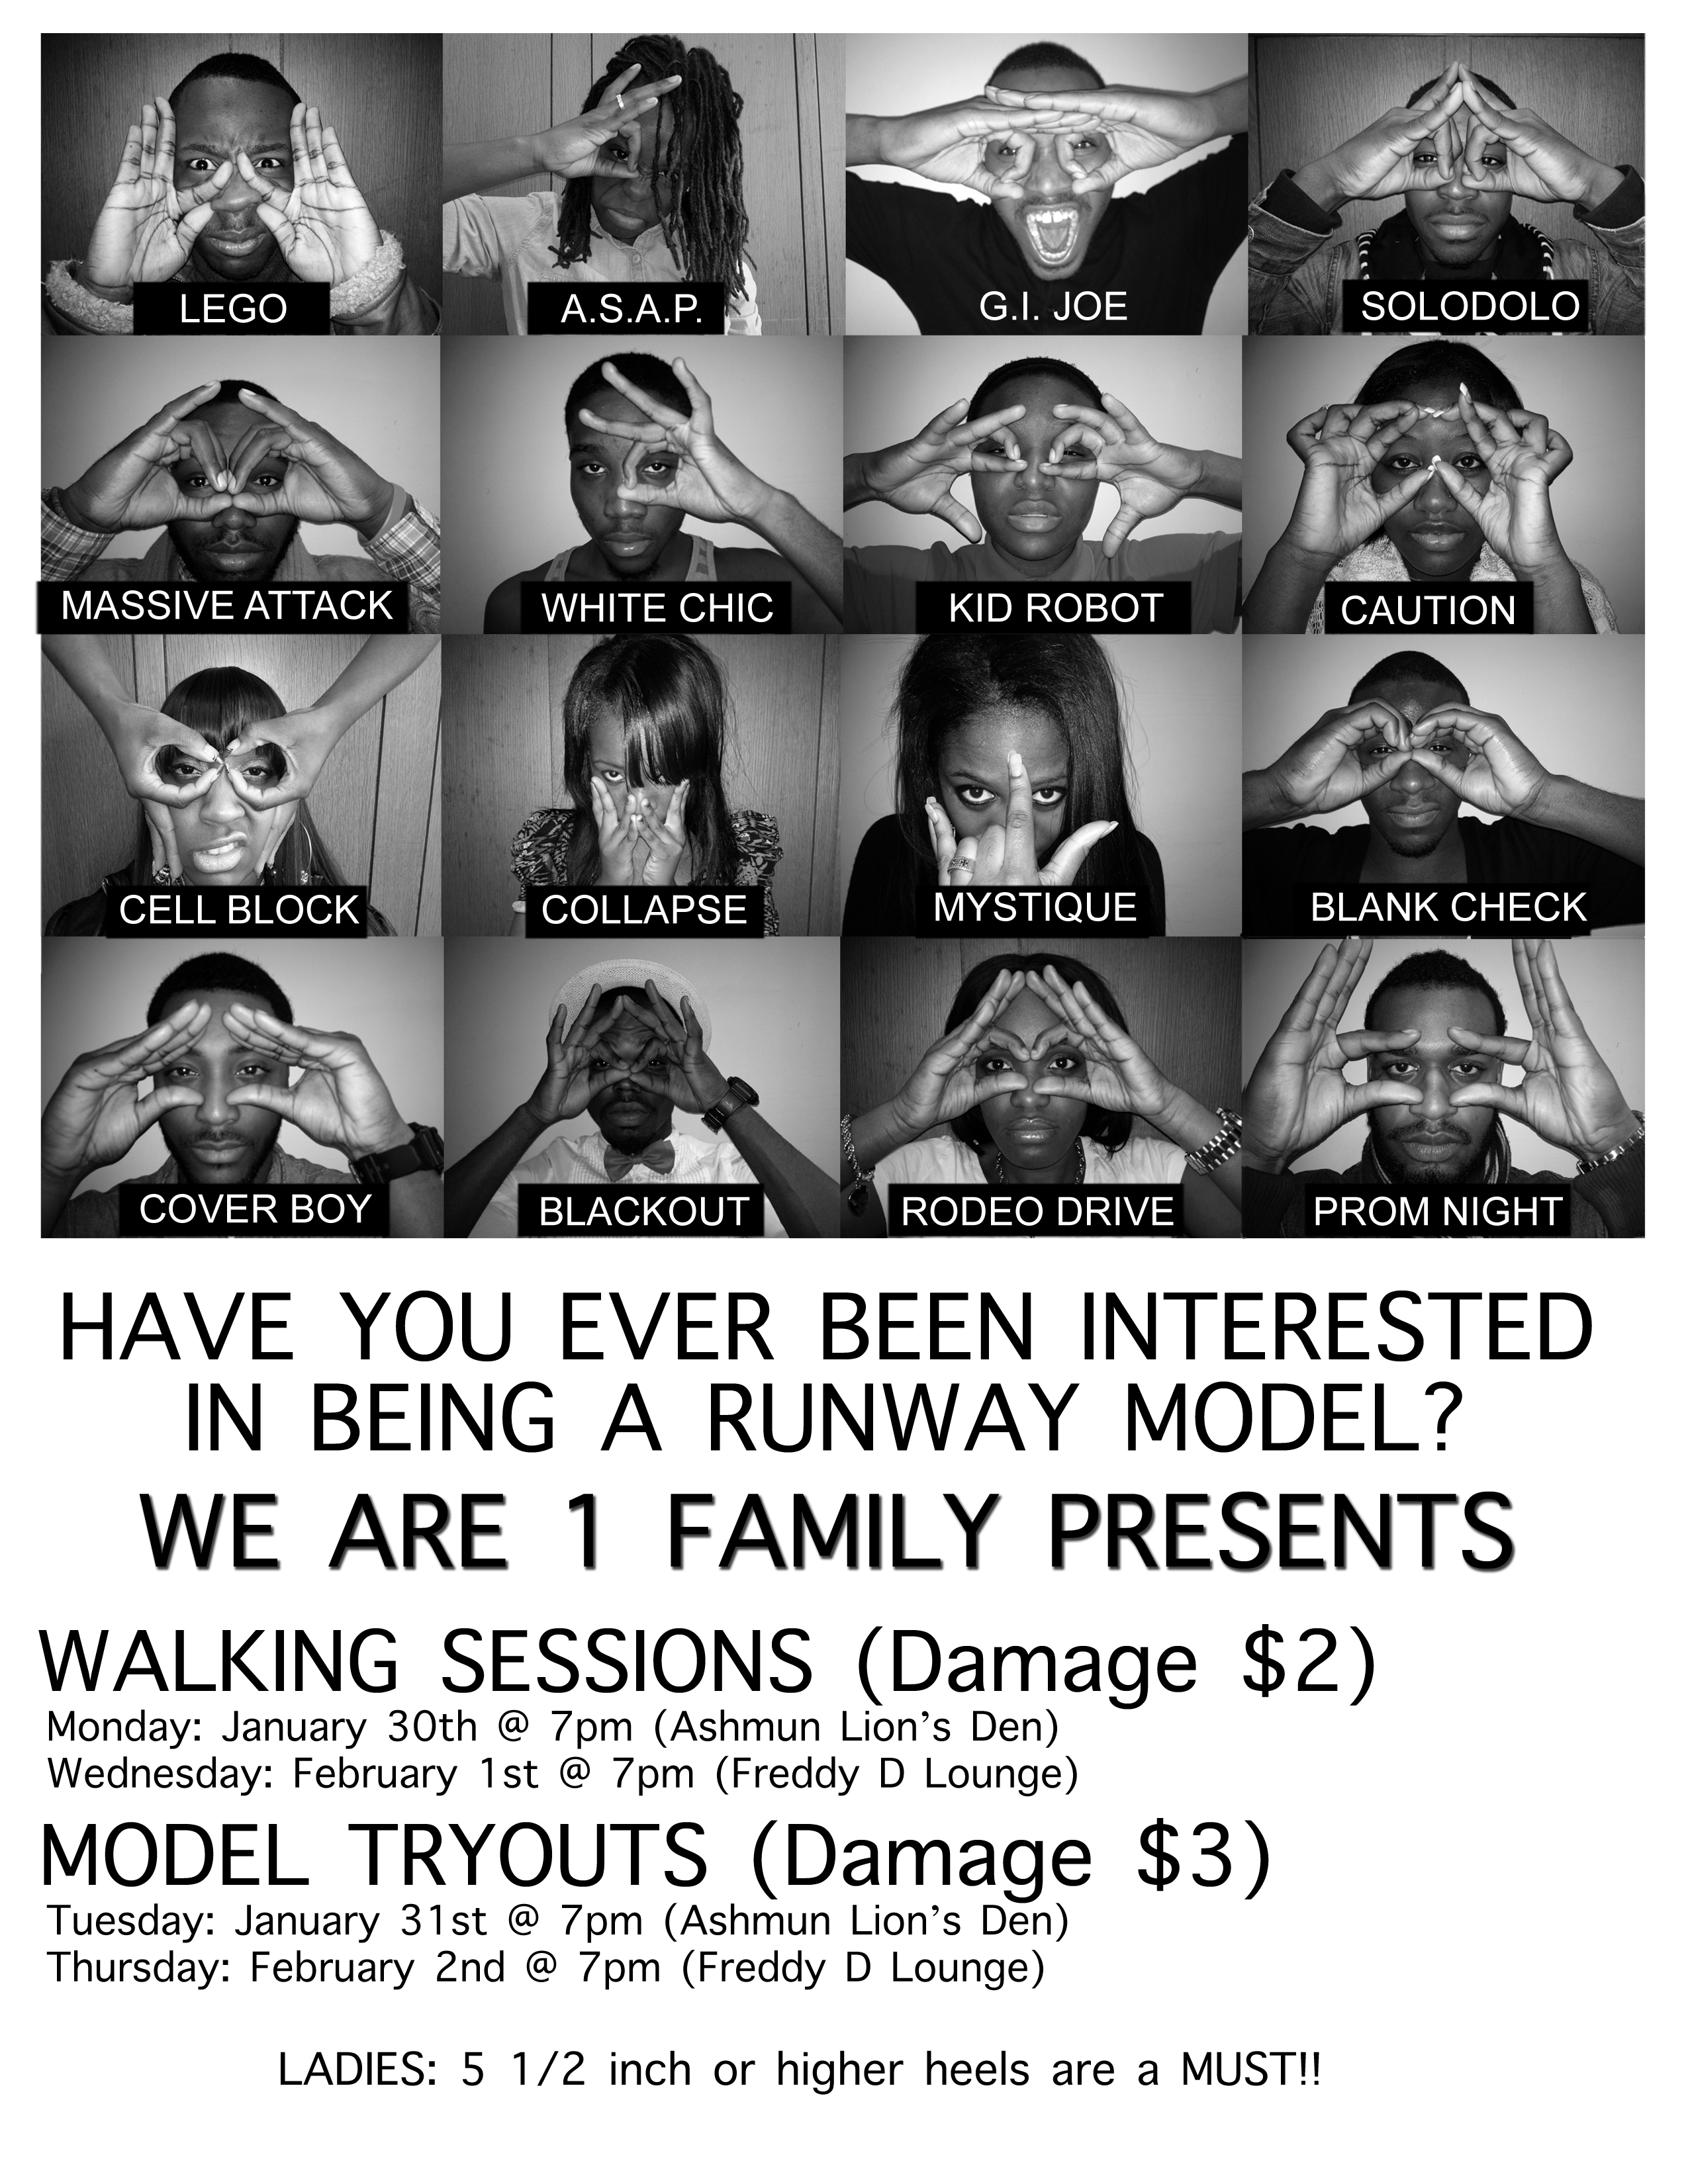 LEGO
A.S.A.P.
G.I. JOE
SOLODOLO
MASSIVE ATTACK
WHITE CHIC
KID ROBOT
CAUTION
CELL BLOCK
COLLAPSE
MYSTIQUE
BLANK CHECK
COVER BOY
BLACKOUT
RODEO DRIVE
PROM NIGHT
HAVE YOU EVER BEEN INTERESTED
IN BEING A RUNWAY MODEL?
WE ARE 1 FAMILY PRESENTS
WALKING SESSIONS (Damage $2)
Monday: January 30th @ 7pm (Ashmun Lion’s Den)
Wednesday: February 1st @ 7pm (Freddy D Lounge)
MODEL TRYOUTS (Damage $3)
Tuesday: January 31st @ 7pm (Ashmun Lion’s Den)
Thursday: February 2nd @ 7pm (Freddy D Lounge)
LADIES: 5 1/2 inch or higher heels are a MUST!!